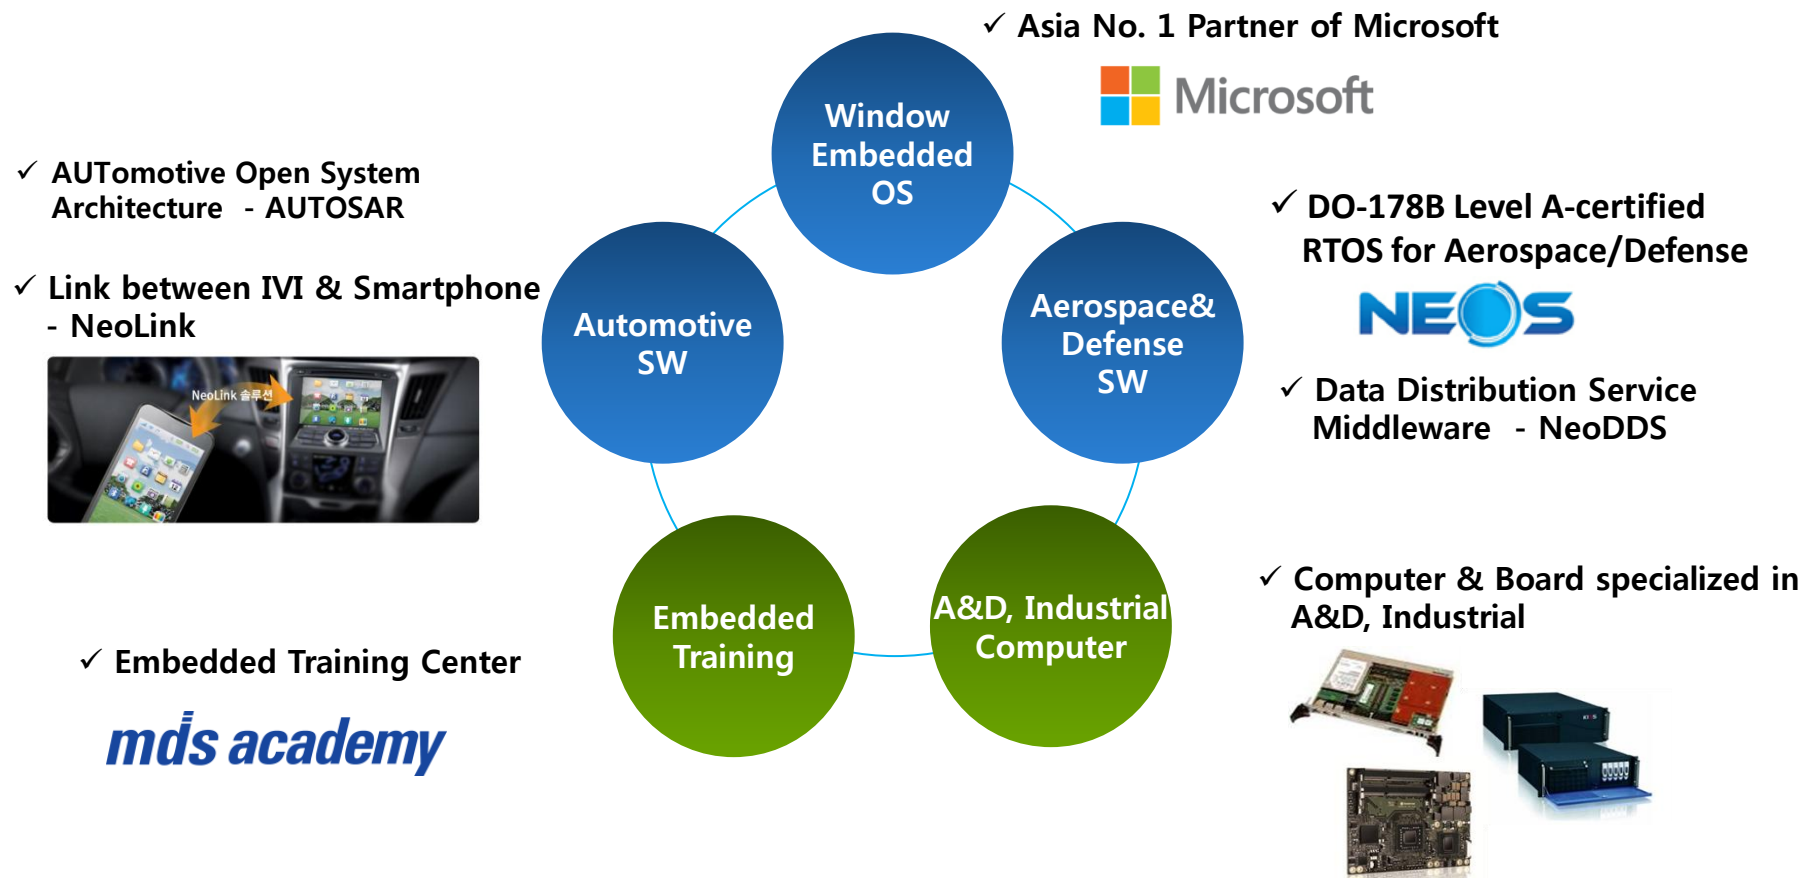 ✓ Asia No. 1 Partner of Microsoft
Microsoft
Window
Embedded
OS
✓ AUTomotive Open System
Architecture - AUTOSAR
✓ Link between IVI & Smartphone
- NeoLink
NeoLink 솔루션
Automotive
SW
Aerospace&
Defense
SW
✓ DO-178B Level A-certified
RTOS for Aerospace/Defense
NEOS
✓ Data Distribution Service
Middleware - NeoDDS
Embedded
Training
A&D, Industrial
Computer
✓ Embedded Training Center
mds academy
✓ Computer & Board specialized in
A&D, Industrial